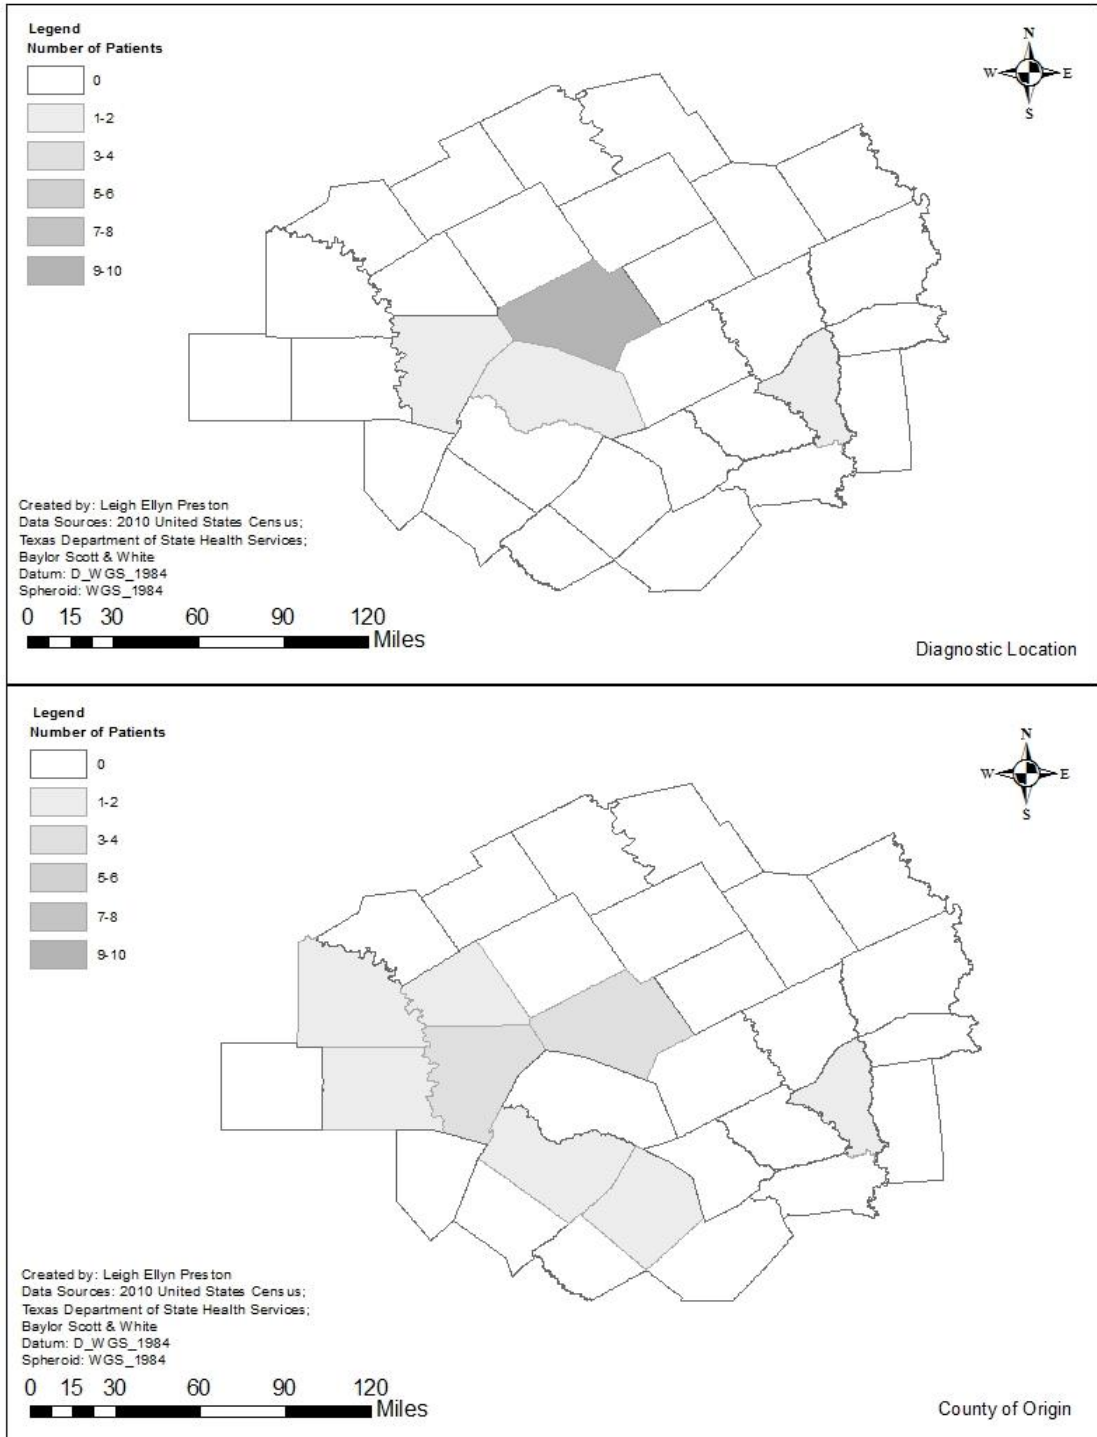 Legend
Number of Patients
0
1-2
3-4
5-6
7-8
9-10
N
W E
S
Created by: Leigh Ellyn Preston
Data Sources: 2010 United States Census;
Texas Department of State Health Services;
Baylor Scott & White
Datum: D_WGS_1984
Spheroid: WGS_1984
0 15 30 60 90 120
Miles
Diagnostic Location
Legend
Number of Patients
0
1-2
3-4
5-6
7-8
9-10
N
W E
S
Created by: Leigh Ellyn Preston
Data Sources: 2010 United States Census;
Texas Department of State Health Services;
Baylor Scott & White
Datum: D_WGS_1984
Spheroid: WGS_1984
0 15 30 60 90 120
Miles
County of Origin